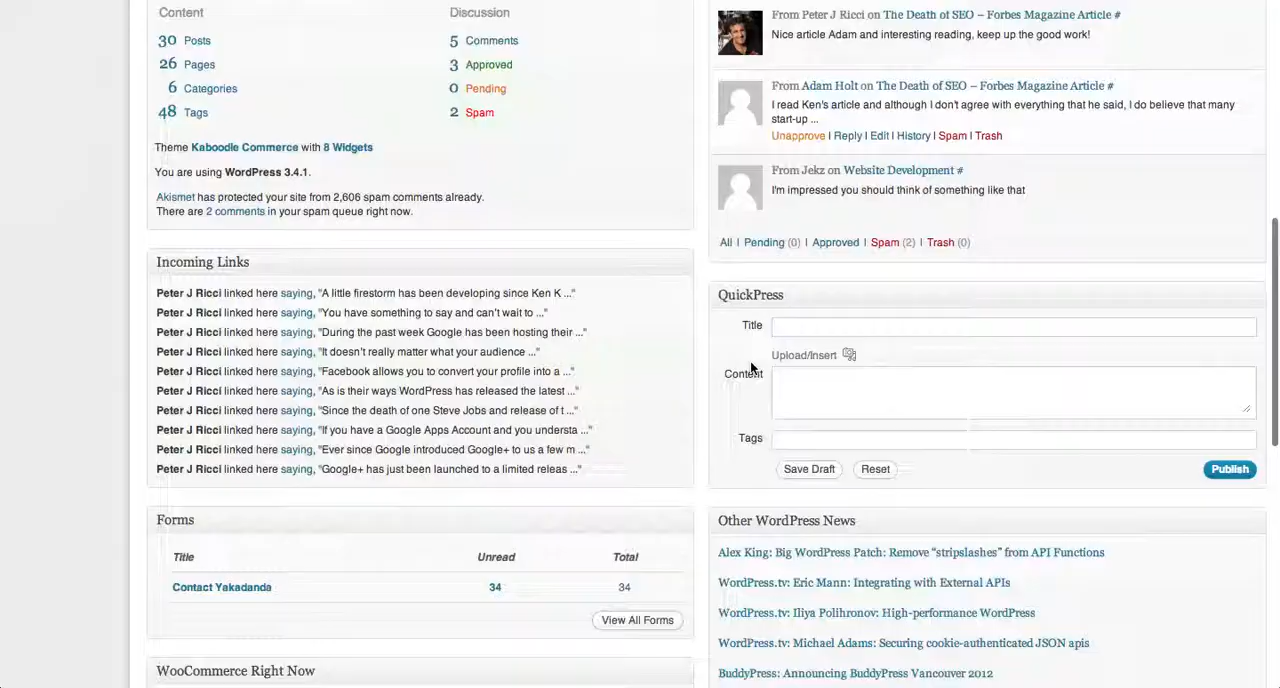 Content
Discussion
30 Posts
5 Comments
26 Pages
3 Approved
6 Categories
0 Pending
48 Tags
2 Spam
Theme Kaboodle Commerce with 8 Widgets
You are using WordPress 3.4.1.
Akismet has protected your site from 2,606 spam comments already.
There are 2 comments in your spam queue right now.
Incoming Links
Peter J Ricci linked here saying, "A little firestorm has been developing since Ken K ..."
Peter J Ricci linked here saying, "You have something to say and can't wait to ..."
Peter J Ricci linked here saying, "During the past week Google has been hosting their ..."
Peter J Ricci linked here saying, "It doesn't really matter what your audience ..."
Peter J Ricci linked here saying, "Facebook allows you to convert your profile into a ..."
Peter J Ricci linked here saying, "As is their ways WordPress has released the latest ..."
Peter J Ricci linked here saying, "Since the death of one Steve Jobs and release of t ..."
Peter J Ricci linked here saying, "If you have a Google Apps Account and you understa ..."
Peter J Ricci linked here saying, "Ever since Google introduced Google+ to us a few m ..."
Peter J Ricci linked here saying, "Google+ has just been launched to a limited releas ..."
Forms
Title Unread Total
Contact Yakadanda 34 34
View All Forms
WooCommerce Right Now
From Peter J Ricci on The Death of SEO – Forbes Magazine Article #
Nice article Adam and interesting reading, keep up the good work!
From Adam Holt on The Death of SEO – Forbes Magazine Article #
I read Ken's article and although I don't agree with everything that he said, I do believe that many
start-up ...
Unapprove | Reply | Edit | History | Spam | Trash
From Jekz on Website Development #
I'm impressed you should think of something like that
All | Pending (0) | Approved | Spam (2) | Trash (0)
QuickPress
Title
Upload/Insert
Content
Tags
Save Draft Reset Publish
Other WordPress News
Alex King: Big WordPress Patch: Remove “stripslashes” from API Functions
WordPress.tv: Eric Mann: Integrating with External APIs
WordPress.tv: Iliya Polihronov: High-performance WordPress
WordPress.tv: Michael Adams: Securing cookie-authenticated JSON apis
BuddyPress: Announcing BuddyPress Vancouver 2012